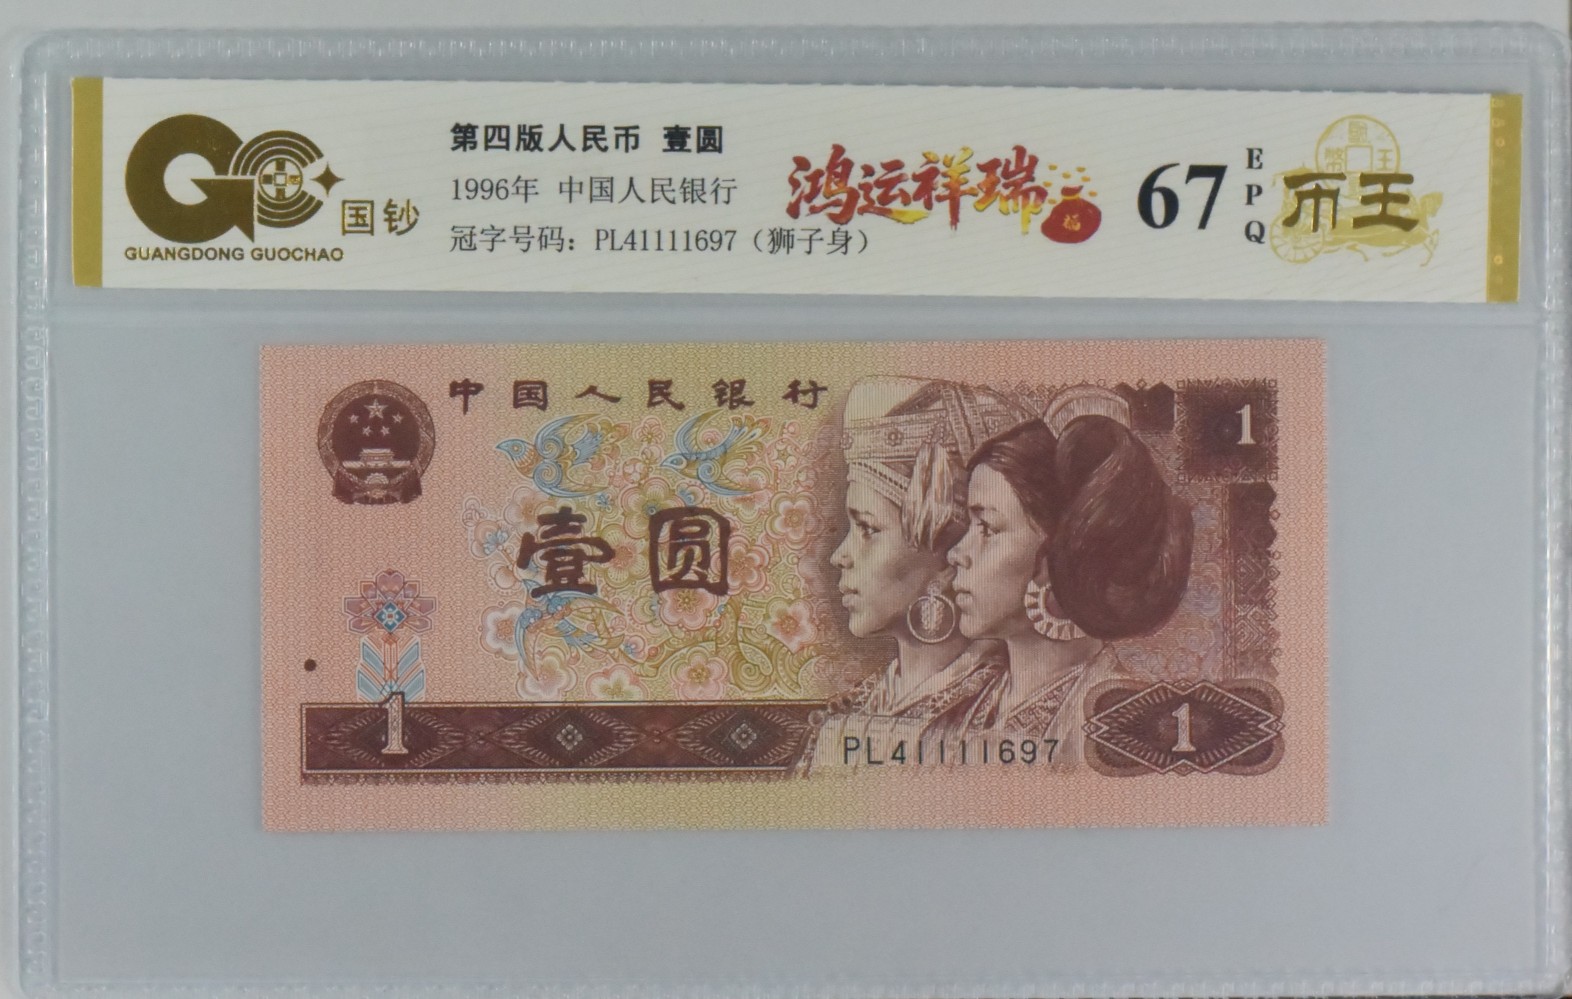 第四版人民币 壹圆
1996年 中国人民银行
冠字号码：PL41111697（狮子身）
国钞
GUANGDONG GUOCHAO
鸿运祥瑞
福
67
EPQ
币王
中国人民银行
壹圆
1
1
1
PL41111697